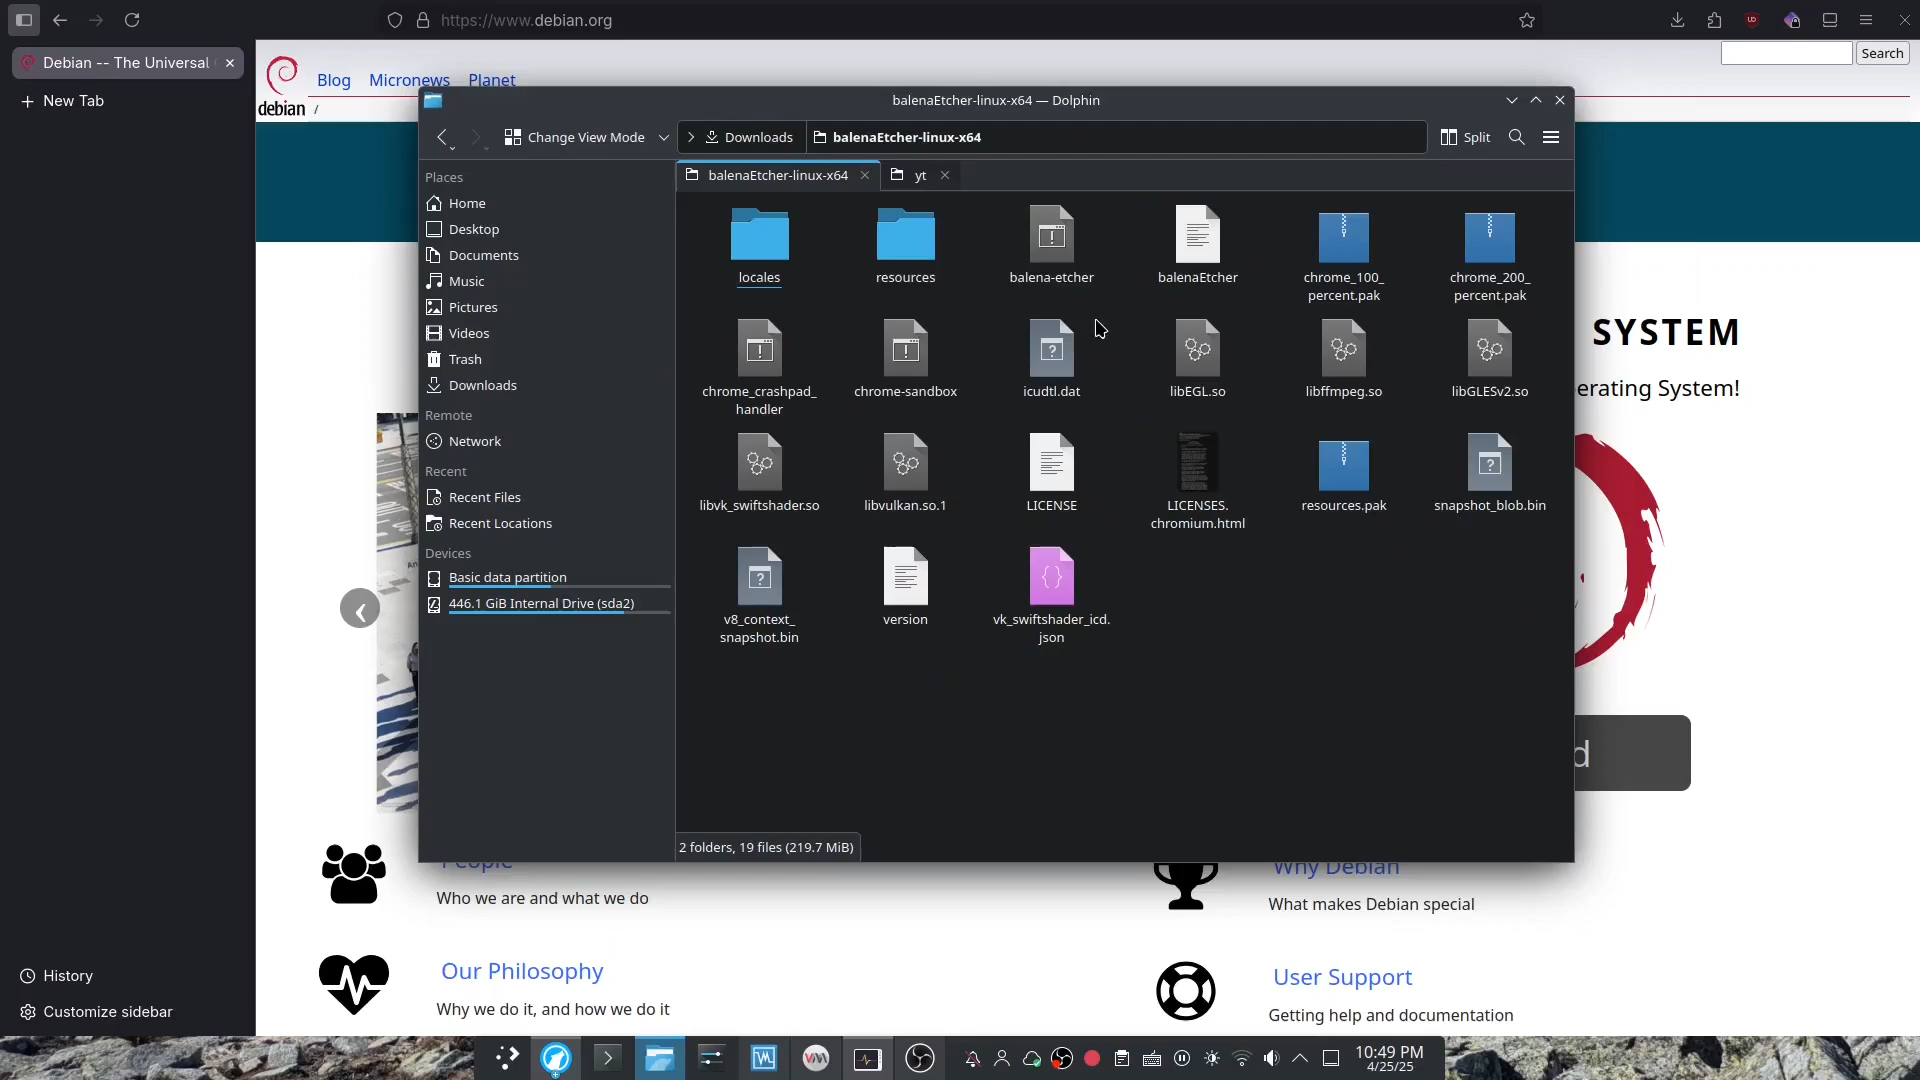 https://www.debian.org
Debian -- The Universal
New Tab
Blog Micronews Planet
Search
debian /
balenaEtcher-linux-x64 — Dolphin
Change View Mode
Downloads
balenaEtcher-linux-x64
Split
Places
Home
Desktop
Documents
Music
Pictures
Videos
Trash
Downloads
Remote
Network
Recent
Recent Files
Recent Locations
Devices
Basic data partition
446.1 GiB Internal Drive (sda2)
balenaEtcher-linux-x64
yt
locales
resources
balena-etcher
balenaEtcher
chrome_100_
percent.pak
chrome_200_
percent.pak
chrome_crashpad_
handler
chrome-sandbox
icudtl.dat
libEGL.so
libffmpeg.so
libGLESv2.so
libvk_swiftshader.so
libvulkan.so.1
LICENSE
LICENSES.
chromium.html
resources.pak
snapshot_blob.bin
v8_context_
snapshot.bin
version
vk_swiftshader_icd.
json
2 folders, 19 files (219.7 MiB)
SYSTEM
erating System!
d
People
Who we are and what we do
Why Debian
What makes Debian special
Our Philosophy
Why we do it, and how we do it
User Support
Getting help and documentation
History
Customize sidebar
10:49 PM
4/25/25